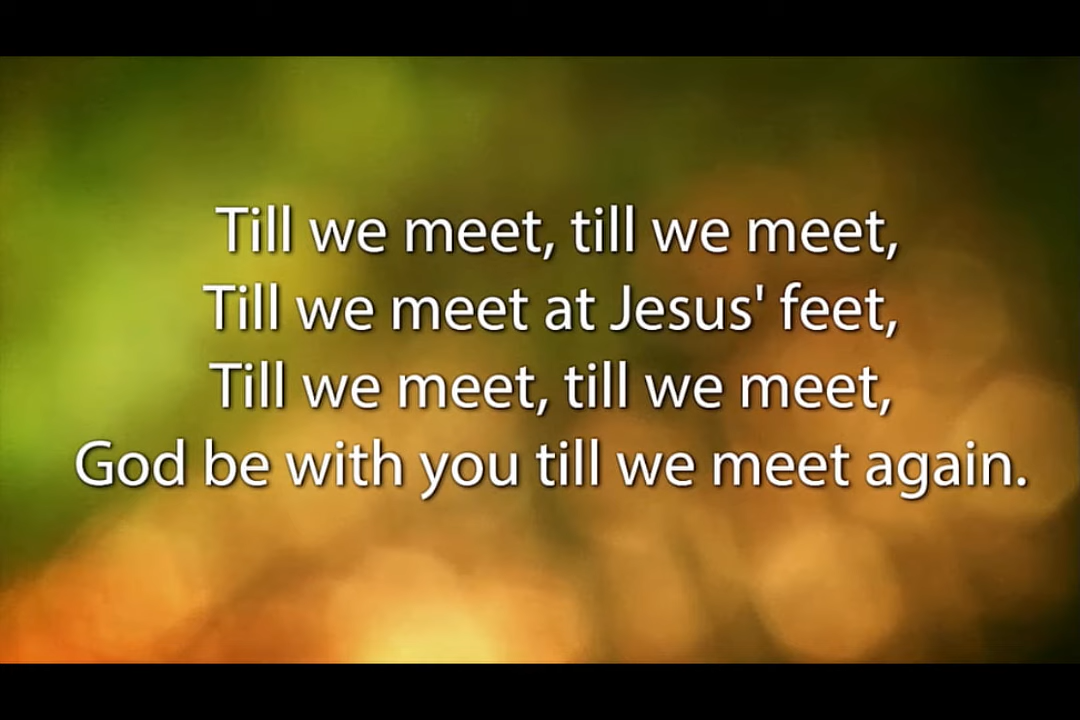 Till we meet, till we meet,
Till we meet at Jesus' feet,
Till we meet, till we meet,
God be with you till we meet again.